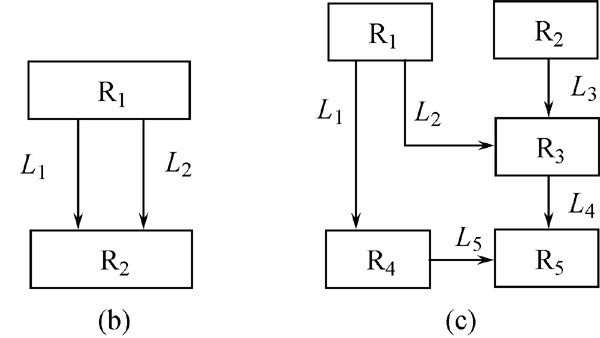 R₁
L₁
L₂
R₂
(b)
R₁
R₂
L₁
L₂
L₃
R₃
L₄
R₄
L₅
R₅
(c)